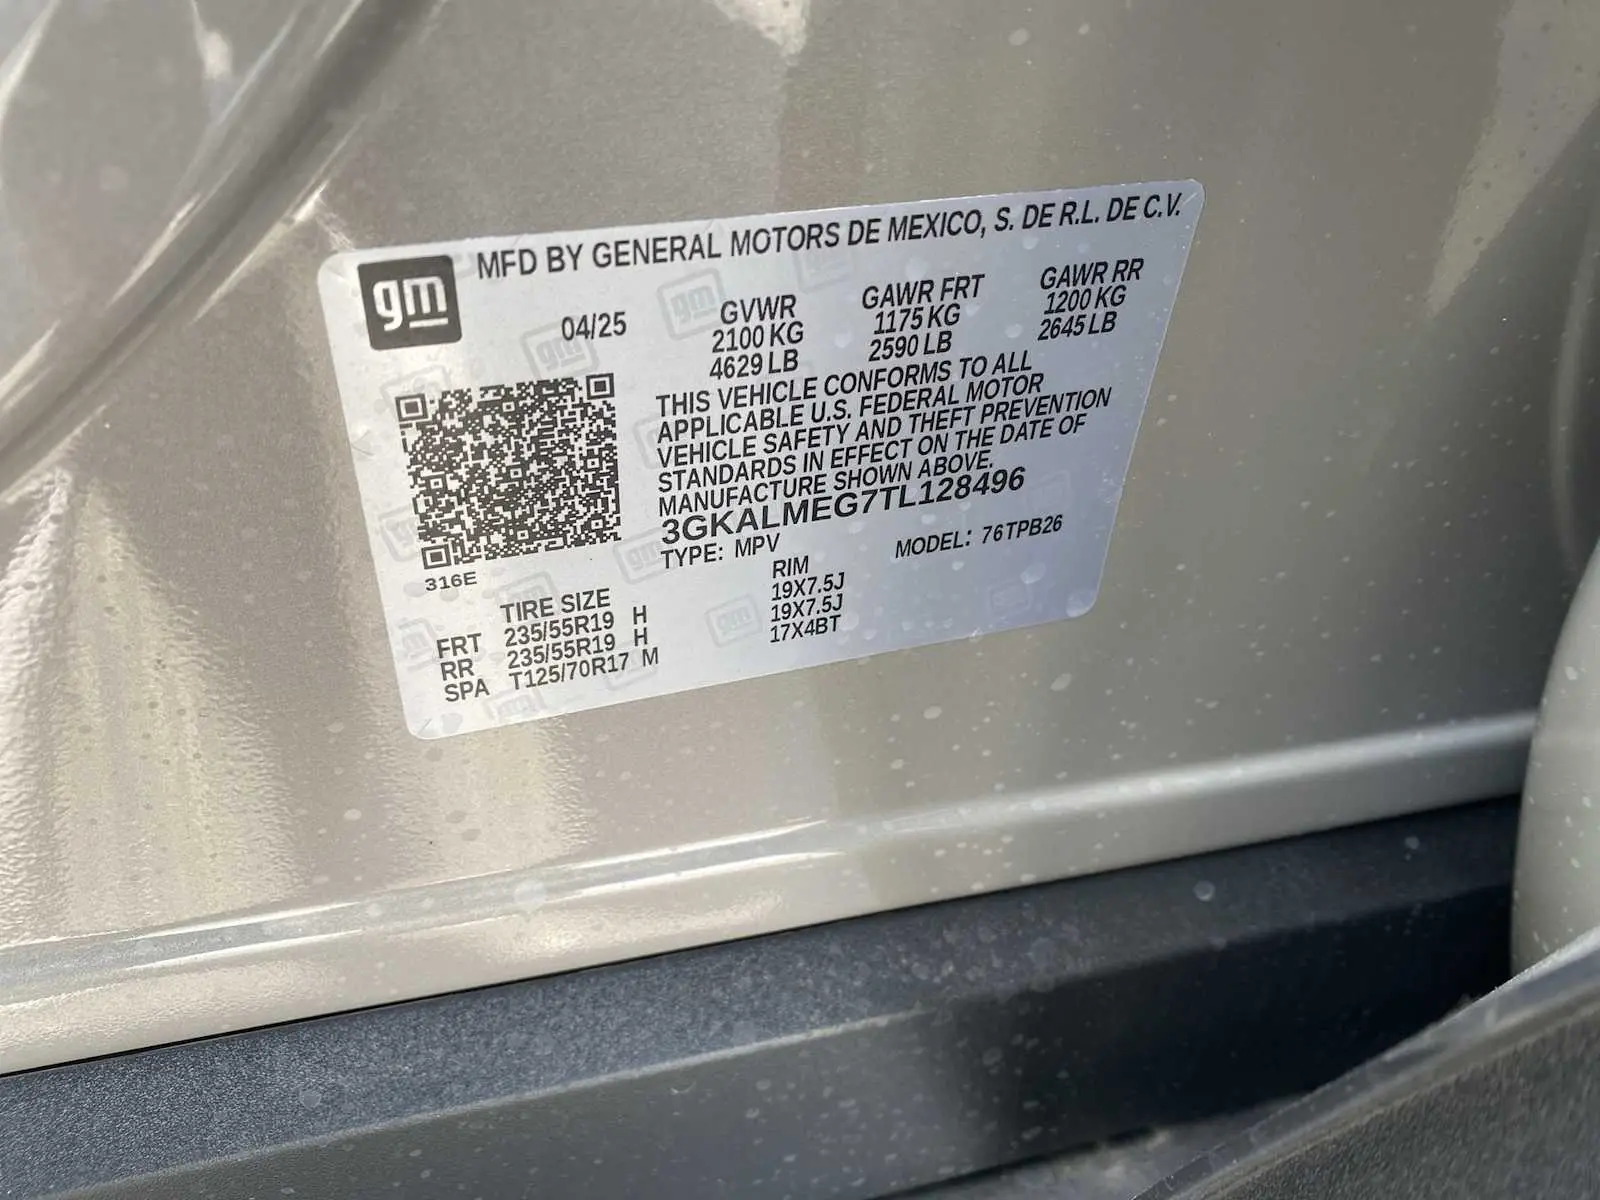 gm
MFD BY GENERAL MOTORS DE MEXICO, S. DE R.L. DE C.V.
04/25
GVWR
2100 KG
4629 LB
GAWR FRT
1175 KG
2590 LB
GAWR RR
1200 KG
2645 LB
THIS VEHICLE CONFORMS TO ALL
APPLICABLE U.S. FEDERAL MOTOR
VEHICLE SAFETY AND THEFT PREVENTION
STANDARDS IN EFFECT ON THE DATE OF
MANUFACTURE SHOWN ABOVE.
3GKALMEG7TL128496
TYPE: MPV MODEL: 76TPB26
316E
TIRE SIZE RIM
FRT 235/55R19 H 19X7.5J
RR 235/55R19 H 19X7.5J
SPA T125/70R17 M 17X4BT